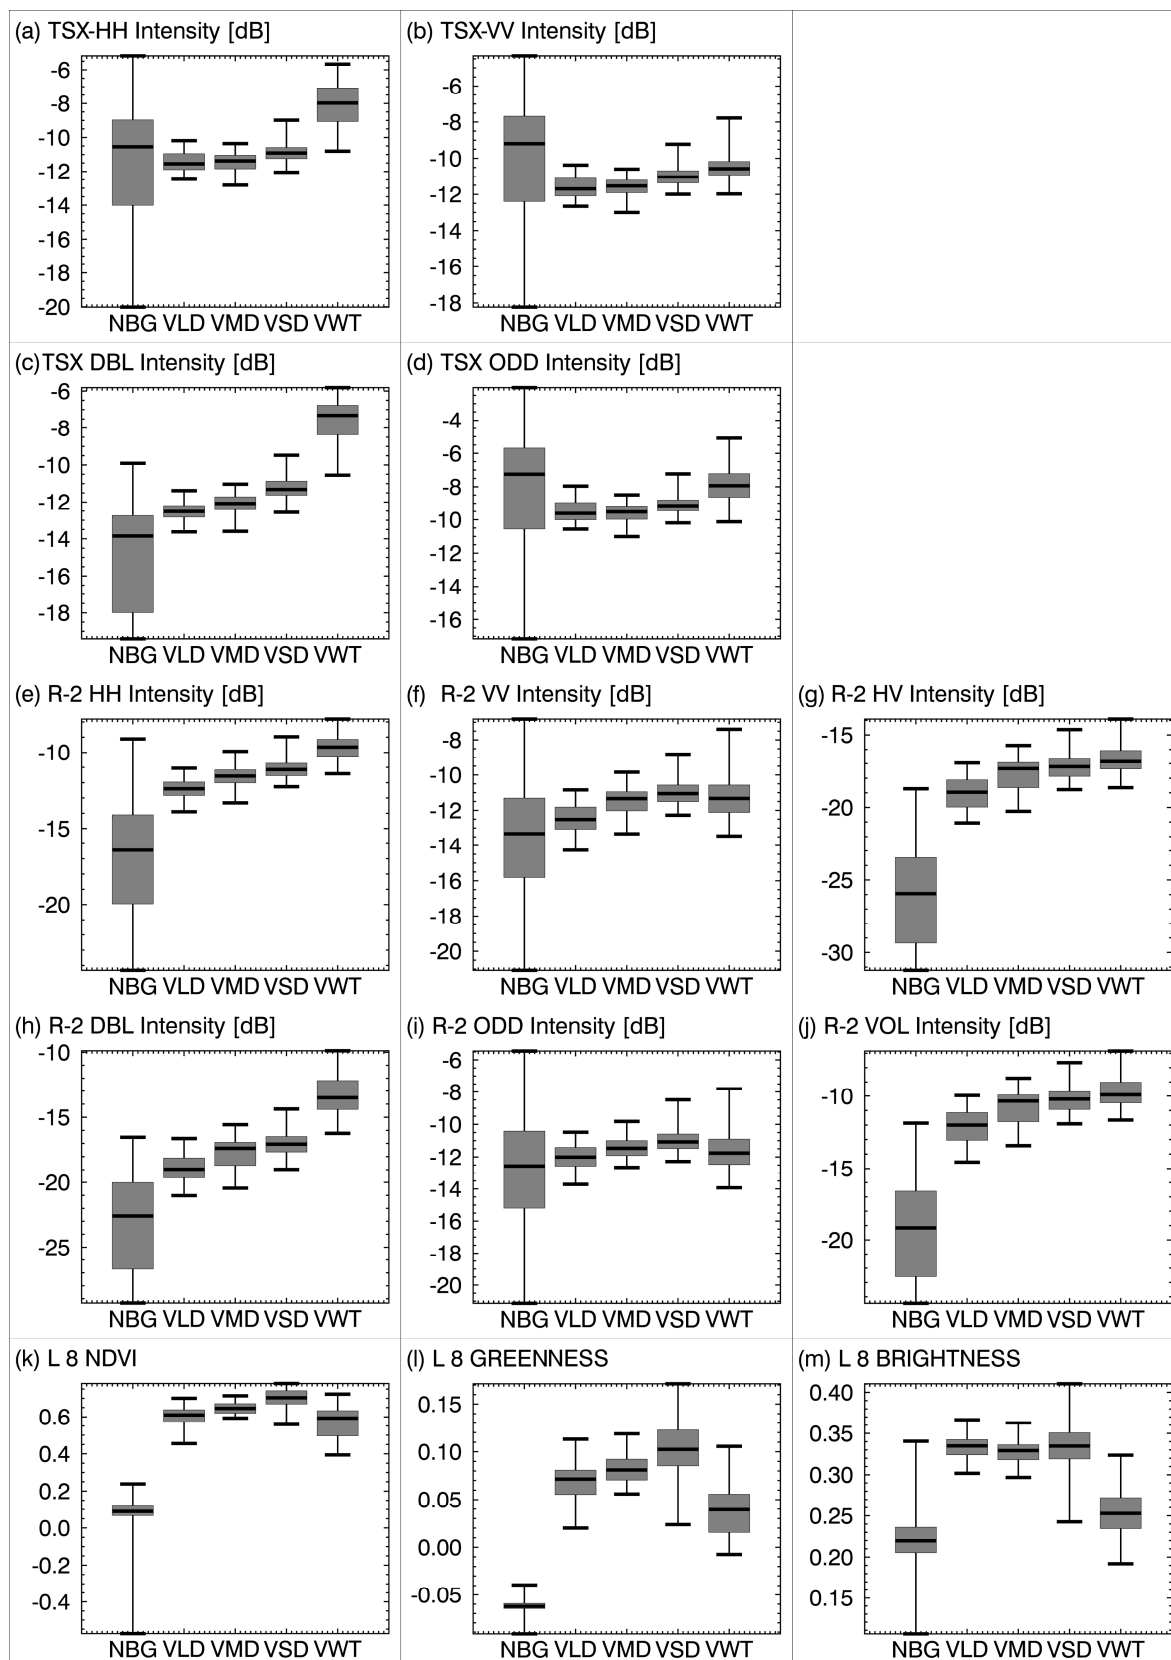 (a) TSX-HH Intensity [dB]
-6
-8
-10
-12
-14
-16
-18
-20
NBG VLD VMD VSD VWT
(b) TSX-VV Intensity [dB]
-6
-8
-10
-12
-14
-16
-18
NBG VLD VMD VSD VWT
(c)TSX DBL Intensity [dB]
-6
-8
-10
-12
-14
-16
-18
NBG VLD VMD VSD VWT
(d) TSX ODD Intensity [dB]
-4
-6
-8
-10
-12
-14
-16
NBG VLD VMD VSD VWT
(e) R-2 HH Intensity [dB]
-10
-15
-20
NBG VLD VMD VSD VWT
(f) R-2 VV Intensity [dB]
-8
-10
-12
-14
-16
-18
-20
NBG VLD VMD VSD VWT
(g) R-2 HV Intensity [dB]
-15
-20
-25
-30
NBG VLD VMD VSD VWT
(h) R-2 DBL Intensity [dB]
-10
-15
-20
-25
NBG VLD VMD VSD VWT
(i) R-2 ODD Intensity [dB]
-6
-8
-10
-12
-14
-16
-18
-20
NBG VLD VMD VSD VWT
(j) R-2 VOL Intensity [dB]
-10
-15
-20
NBG VLD VMD VSD VWT
(k) L 8 NDVI
0.6
0.4
0.2
0.0
-0.2
-0.4
NBG VLD VMD VSD VWT
(l) L 8 GREENNESS
0.15
0.10
0.05
0.00
-0.05
NBG VLD VMD VSD VWT
(m) L 8 BRIGHTNESS
0.40
0.35
0.30
0.25
0.20
0.15
NBG VLD VMD VSD VWT